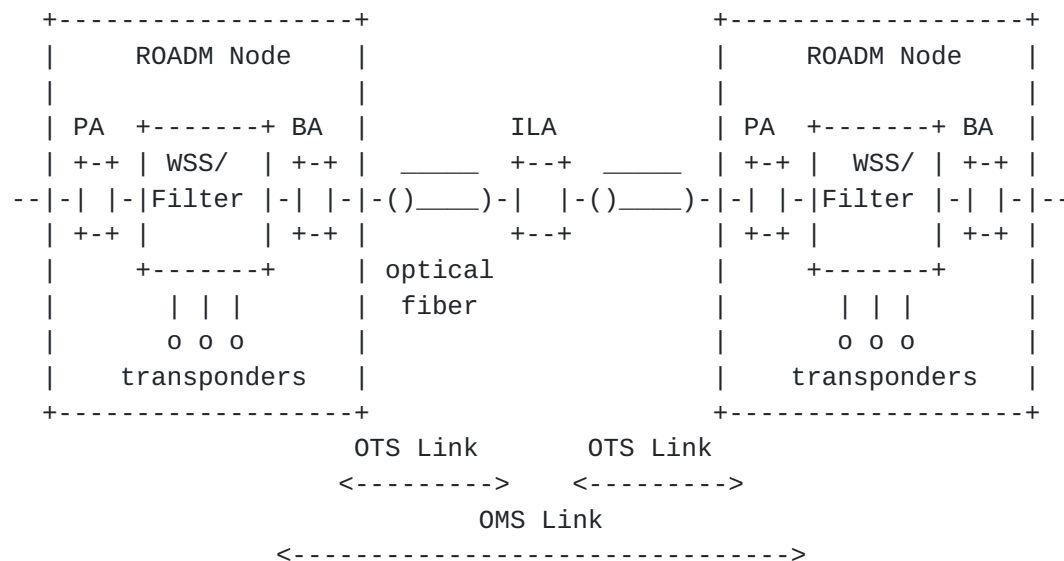 ROADM Node ROADM Node
PA BA ILA PA BA
WSS/ WSS/
Filter Filter
optical
fiber
o o o o o o
transponders transponders
OTS Link OTS Link
OMS Link